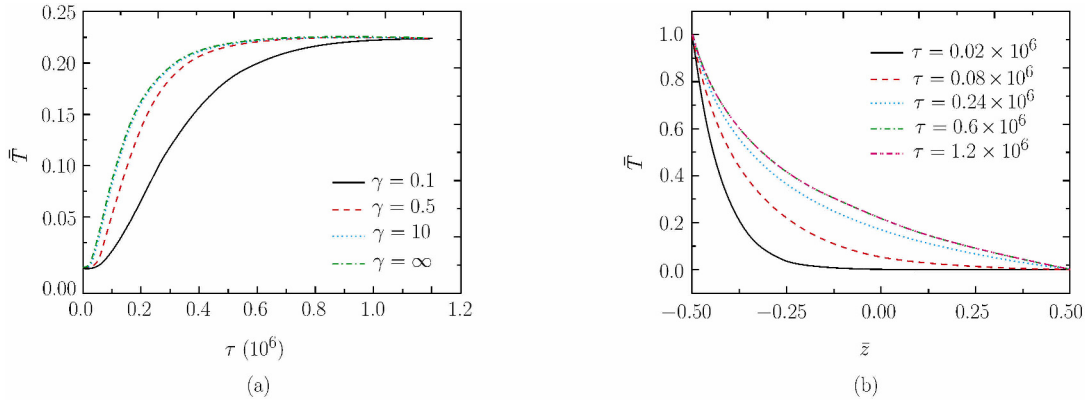 T̄
0.25
0.20
0.15
0.10
0.05
0.00
γ = 0.1
γ = 0.5
γ = 10
γ = ∞
0.0 0.2 0.4 0.6 0.8 1.0 1.2
τ (10⁶)
(a)
T̄
1.0
0.8
0.6
0.4
0.2
0.0
τ = 0.02 × 10⁶
τ = 0.08 × 10⁶
τ = 0.24 × 10⁶
τ = 0.6 × 10⁶
τ = 1.2 × 10⁶
−0.50 −0.25 0.00 0.25 0.50
z̄
(b)